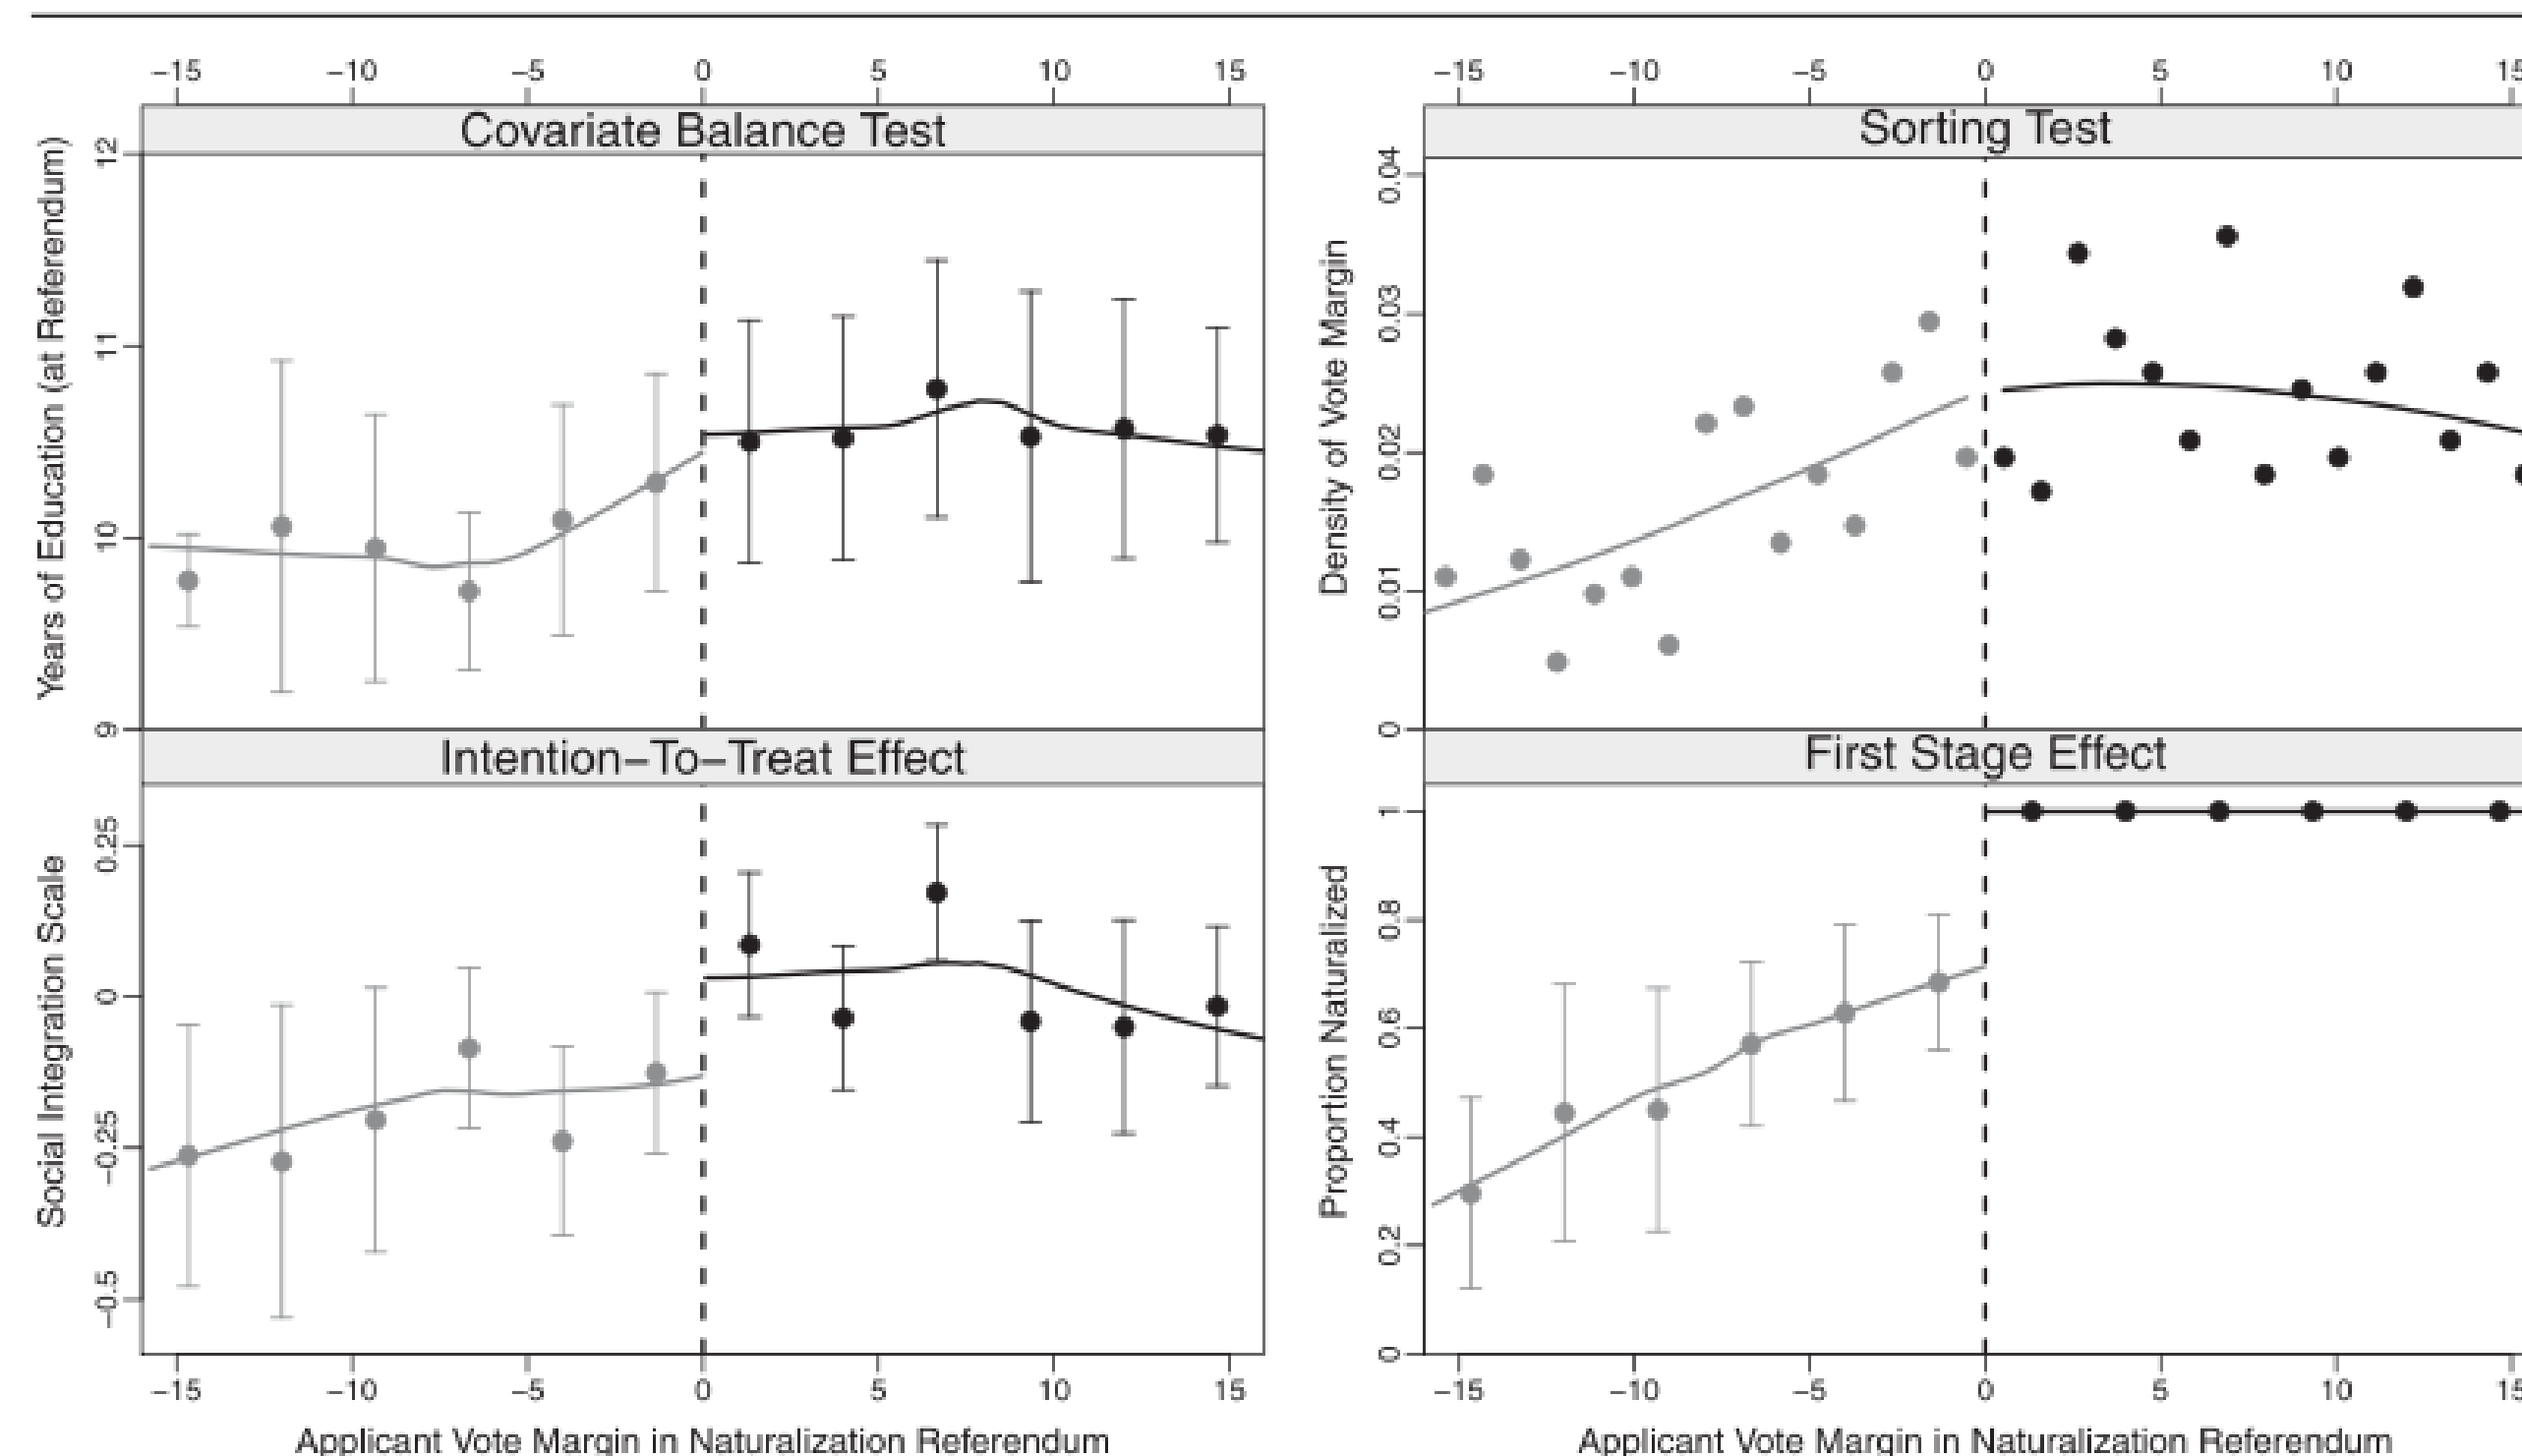 −15 −10 −5 0 5 10 15
−15 −10 −5 0 5 10 15
Covariate Balance Test
Sorting Test
Years of Education (at Referendum)
12
11
10
9
Density of Vote Margin
0.04
0.03
0.02
0.01
0
Intention−To−Treat Effect
First Stage Effect
Social Integration Scale
0.25
0
−0.25
−0.5
Proportion Naturalized
1
0.8
0.6
0.4
0.2
0
−15 −10 −5 0 5 10 15
−15 −10 −5 0 5 10 15
Applicant Vote Margin in Naturalization Referendum
Applicant Vote Margin in Naturalization Referendum